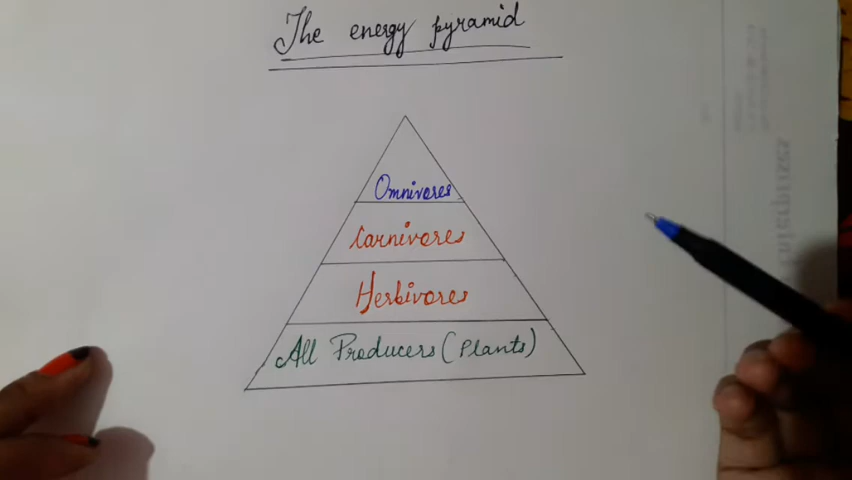 The energy pyramid
Omnivores
Carnivores
Herbivores
All Producers (Plants)